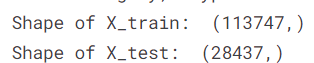 Shape of X_train:  (113747,)
Shape of X_test:  (28437,)